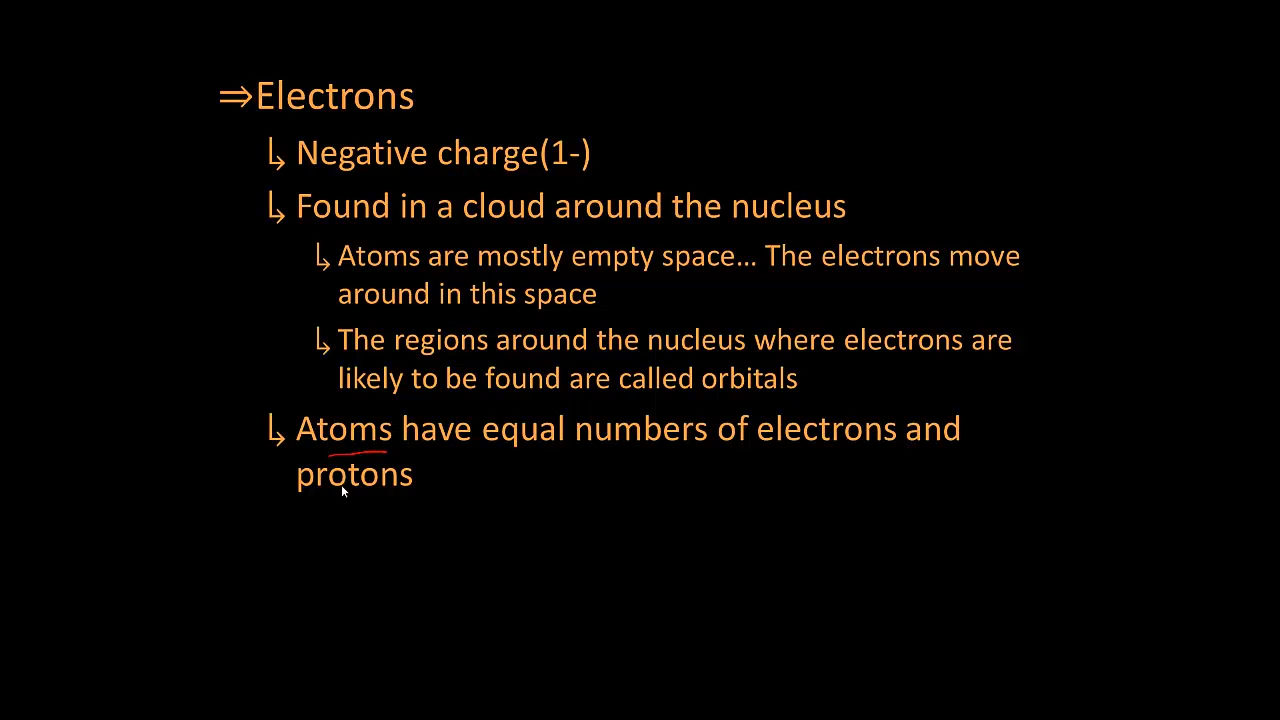 ⇒Electrons
↳ Negative charge(1-)
↳ Found in a cloud around the nucleus
↳ Atoms are mostly empty space… The electrons move
around in this space
↳ The regions around the nucleus where electrons are
likely to be found are called orbitals
↳ Atoms have equal numbers of electrons and
protons